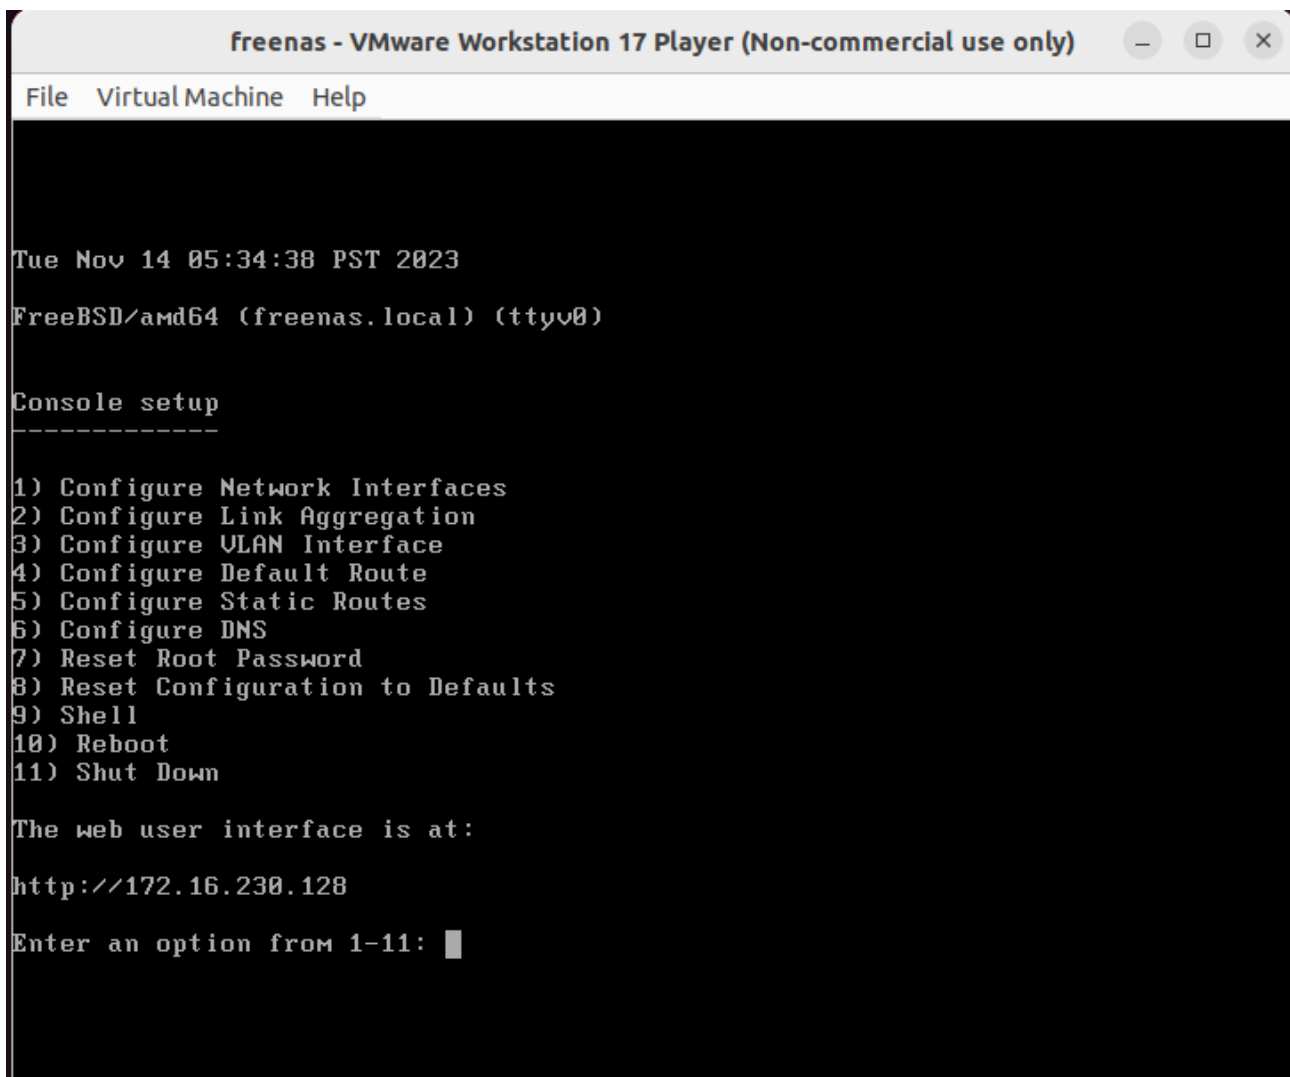 freenas - VMware Workstation 17 Player (Non-commercial use only)
File Virtual Machine Help
Tue Nov 14 05:34:38 PST 2023
FreeBSD/amd64 (freenas.local) (ttyv0)
Console setup
-------------
1) Configure Network Interfaces
2) Configure Link Aggregation
3) Configure VLAN Interface
4) Configure Default Route
5) Configure Static Routes
6) Configure DNS
7) Reset Root Password
8) Reset Configuration to Defaults
9) Shell
10) Reboot
11) Shut Down
The web user interface is at:
http://172.16.230.128
Enter an option from 1-11: